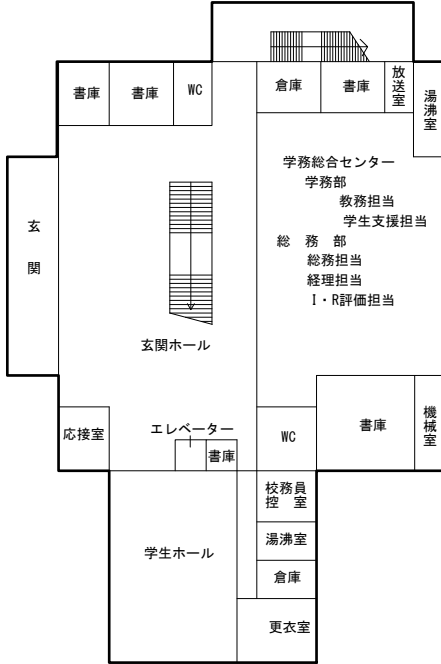 書庫
書庫
WC
倉庫
書庫
放送室
湯沸室
学務総合センター
学務部
教務担当
学生支援担当
総　務　部
総務担当
経理担当
I・R評価担当
玄関
玄関ホール
応接室
エレベーター
書庫
WC
書庫
機械室
校務員
控　室
湯沸室
倉庫
更衣室
学生ホール